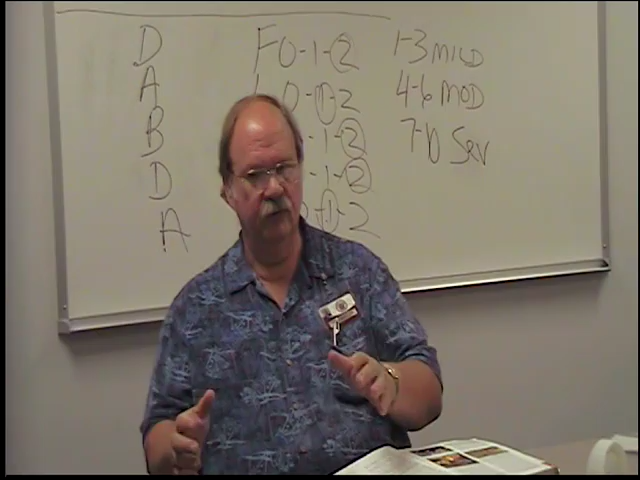 D F 0-1-2 1-3 MILD
A 0-1-2 4-6 MOD
B -1-2 7-10 SEV
D -1-2
A -1-2